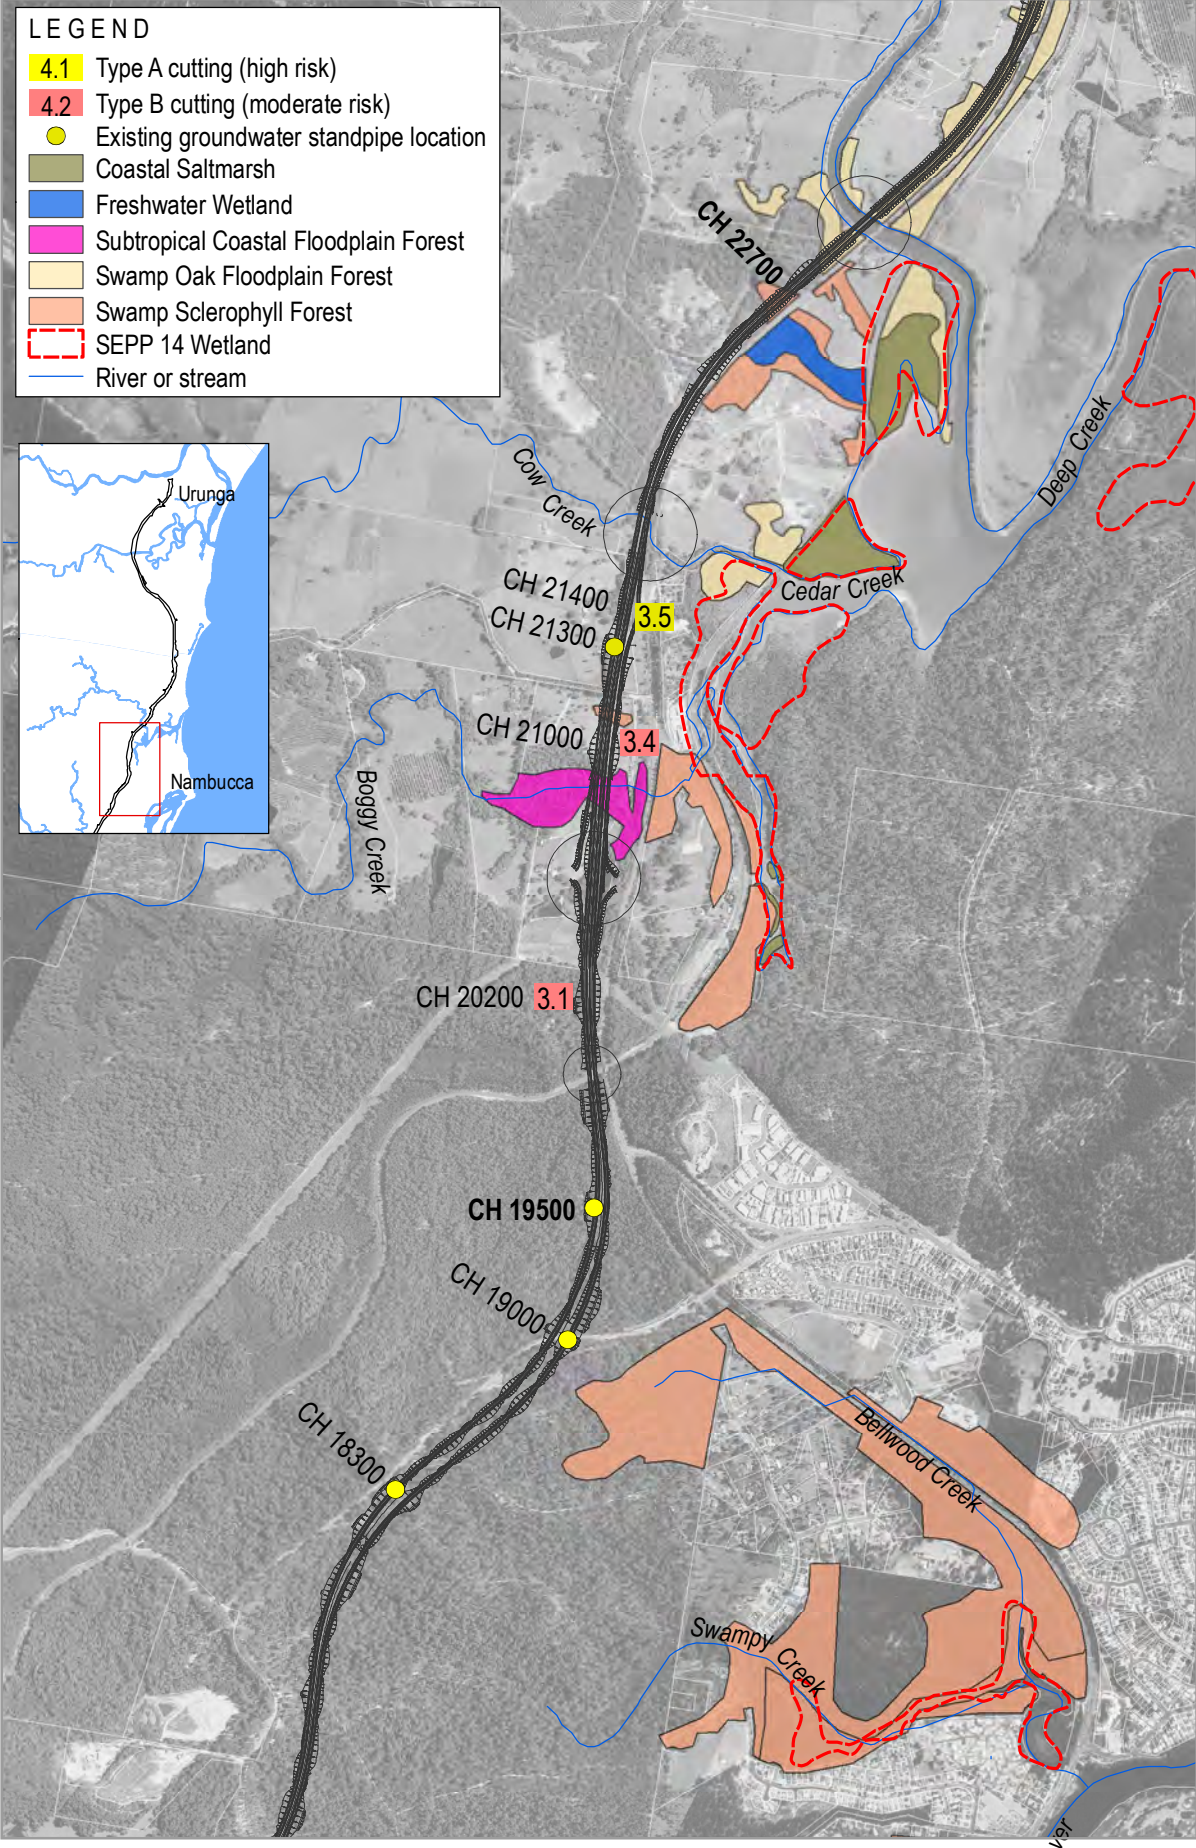 LEGEND
4.1 Type A cutting (high risk)
4.2 Type B cutting (moderate risk)
Existing groundwater standpipe location
Coastal Saltmarsh
Freshwater Wetland
Subtropical Coastal Floodplain Forest
Swamp Oak Floodplain Forest
Swamp Sclerophyll Forest
SEPP 14 Wetland
River or stream
CH 22700
Urunga
Nambucca
Cow
Creek
Deep Creek
CH 21400
CH 21300
3.5
Cedar Creek
CH 21000
3.4
Boggy Creek
CH 20200 3.1
CH 19500
CH 19000
CH 18300
Bellwood Creek
Swampy Creek